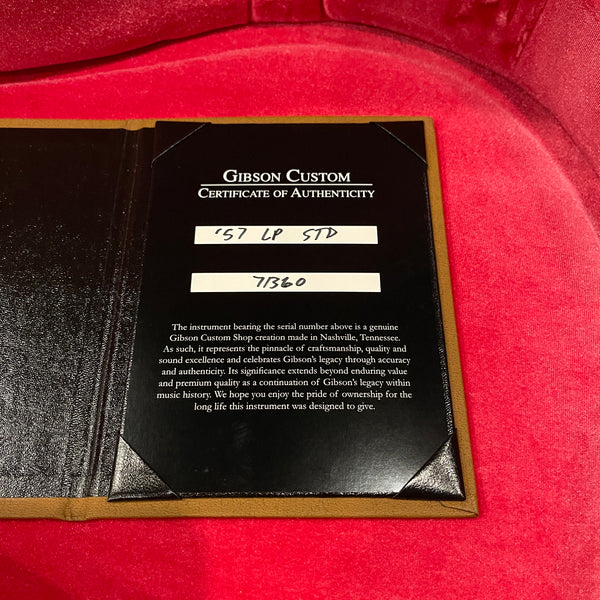 GIBSON CUSTOM
CERTIFICATE OF AUTHENTICITY
'57 LP STD
71360
The instrument bearing the serial number above is a genuine
Gibson Custom Shop creation made in Nashville, Tennessee.
As such, it represents the pinnacle of craftsmanship, quality and
sound excellence and celebrates Gibson's legacy through accuracy
and authenticity. Its significance extends beyond enduring value
and premium quality as a continuation of Gibson's legacy within
music history. We hope you enjoy the pride of ownership for the
long life this instrument was designed to give.